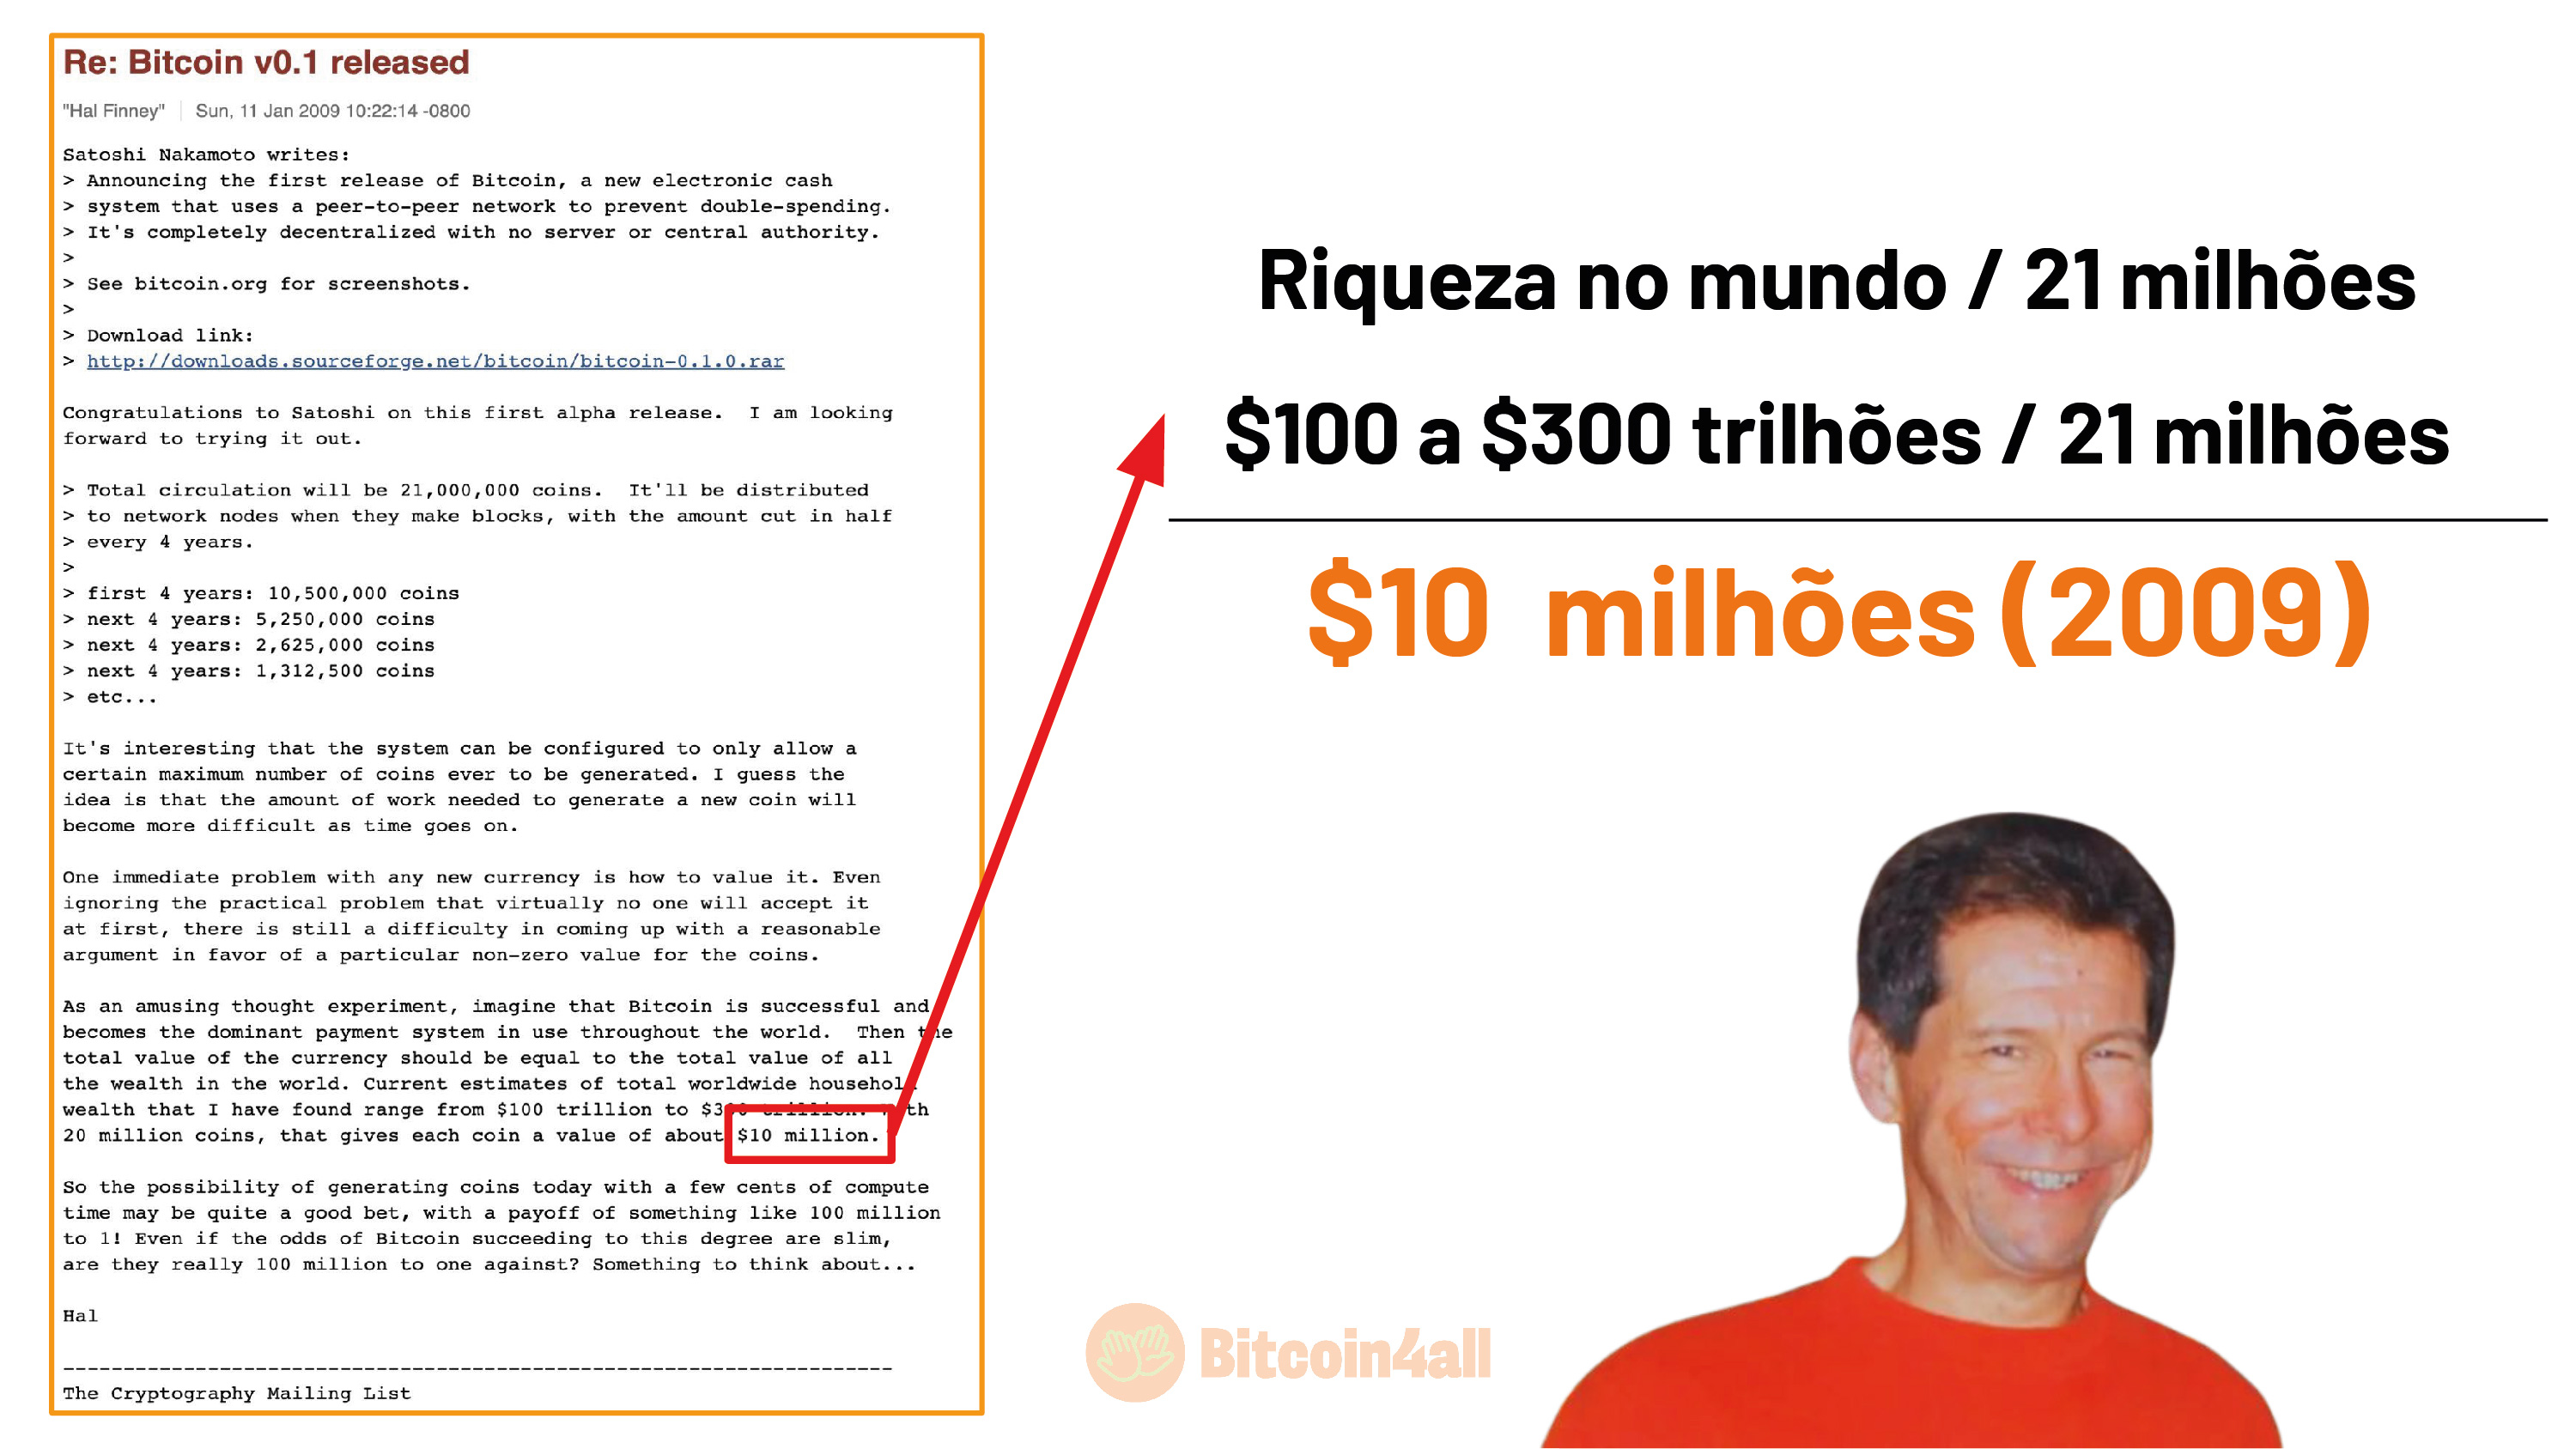 Re: Bitcoin v0.1 released
"Hal Finney" Sun, 11 Jan 2009 10:22:14 -0800
Satoshi Nakamoto writes:
> Announcing the first release of Bitcoin, a new electronic cash
> system that uses a peer-to-peer network to prevent double-spending.
> It's completely decentralized with no server or central authority.
>
> See bitcoin.org for screenshots.
>
> Download link:
> http://downloads.sourceforge.net/bitcoin/bitcoin-0.1.0.rar
Congratulations to Satoshi on this first alpha release. I am looking
forward to trying it out.
> Total circulation will be 21,000,000 coins. It'll be distributed
> to network nodes when they make blocks, with the amount cut in half
> every 4 years.
>
> first 4 years: 10,500,000 coins
> next 4 years: 5,250,000 coins
> next 4 years: 2,625,000 coins
> next 4 years: 1,312,500 coins
> etc...
It's interesting that the system can be configured to only allow a
certain maximum number of coins ever to be generated. I guess the
idea is that the amount of work needed to generate a new coin will
become more difficult as time goes on.
One immediate problem with any new currency is how to value it. Even
ignoring the practical problem that virtually no one will accept it
at first, there is still a difficulty in coming up with a reasonable
argument in favor of a particular non-zero value for the coins.
As an amusing thought experiment, imagine that Bitcoin is successful and
becomes the dominant payment system in use throughout the world. Then the
total value of the currency should be equal to the total value of all
the wealth in the world. Current estimates of total worldwide household
wealth that I have found range from $100 trillion to $300 trillion. With
20 million coins, that gives each coin a value of about $10 million.
So the possibility of generating coins today with a few cents of compute
time may be quite a good bet, with a payoff of something like 100 million
to 1! Even if the odds of Bitcoin succeeding to this degree are slim,
are they really 100 million to one against? Something to think about...
Hal
---------------------------------------------------------------------
The Cryptography Mailing List
Riqueza no mundo / 21 milhões
$100 a $300 trilhões / 21 milhões
$10 milhões (2009)
Bitcoin4all